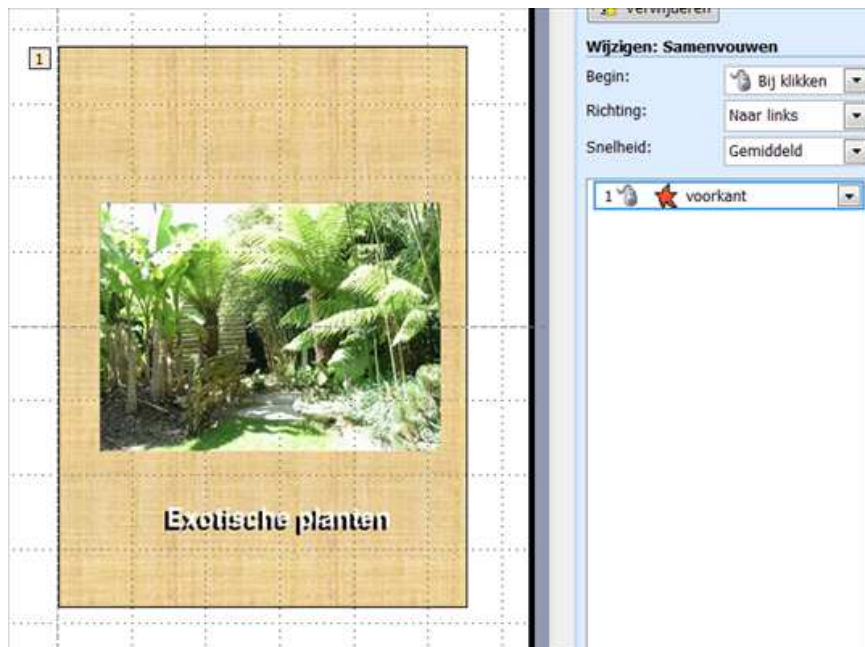 1
Exotische planten
Verwijderen
Wijzigen: Samenvouwen
Begin:
Bij klikken
Richting:
Naar links
Snelheid:
Gemiddeld
1 voorkant